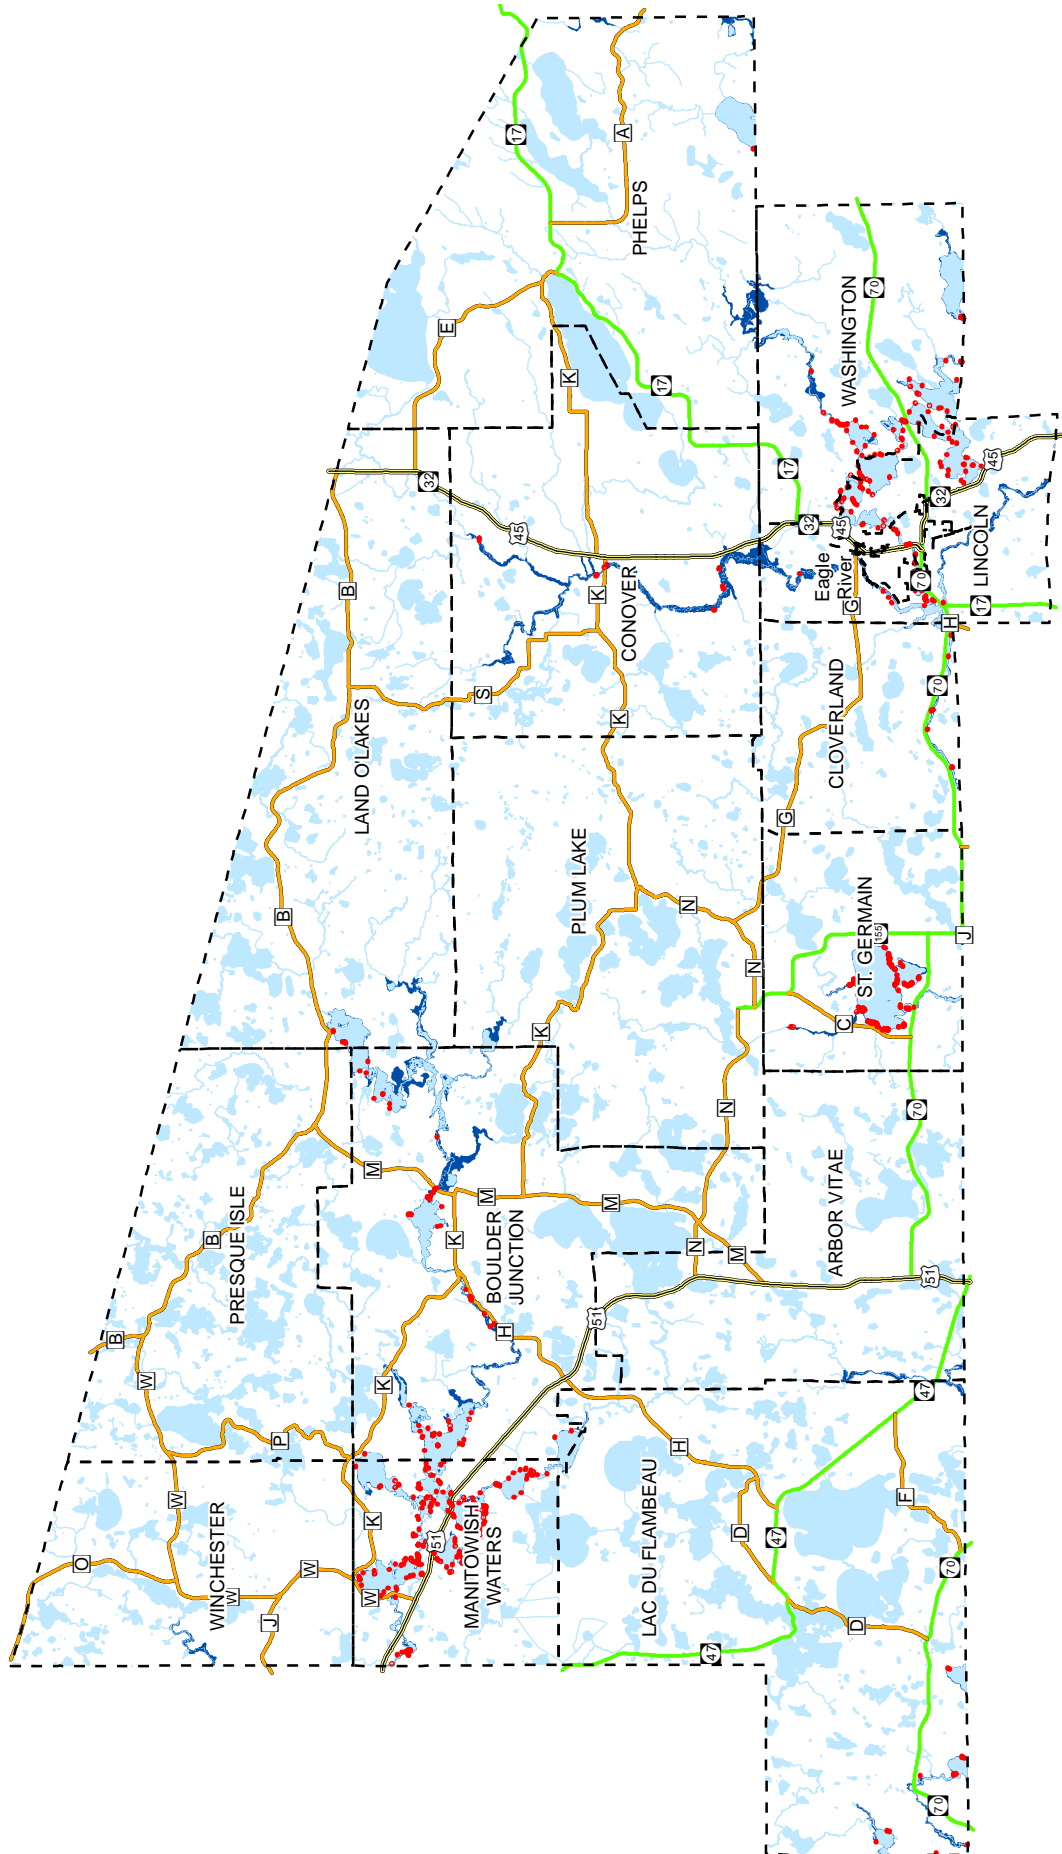 17
A
PHELPS
E
K
17
WASHINGTON
70
32
45
17
32
45
Eagle
River
G
32
45
70
LINCOLN
17
H
70
B
K
CONOVER
S
K
LAND O'LAKES
CLOVERLAND
G
B
PLUM LAKE
N
N
ST. GERMAIN
155
J
C
K
N
70
M
PRESQUE ISLE
B
B
W
P
K
M
K
BOULDER
JUNCTION
H
M
N
M
ARBOR VITAE
51
51
47
H
W
WINCHESTER
W
O
W
J
K
W
51
MANITOWISH
WATERS
LAC DU FLAMBEAU
D
47
F
70
D
47
70